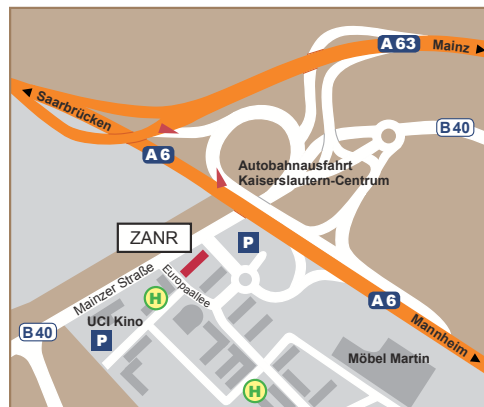 A 63
Mainz
Saarbrücken
B 40
A 6
Autobahnausfahrt
Kaiserslautern-Centrum
ZANR
P
Mainzer Straße
Europaallee
H
UCI Kino
A 6
B 40
P
Mannheim
Möbel Martin
H